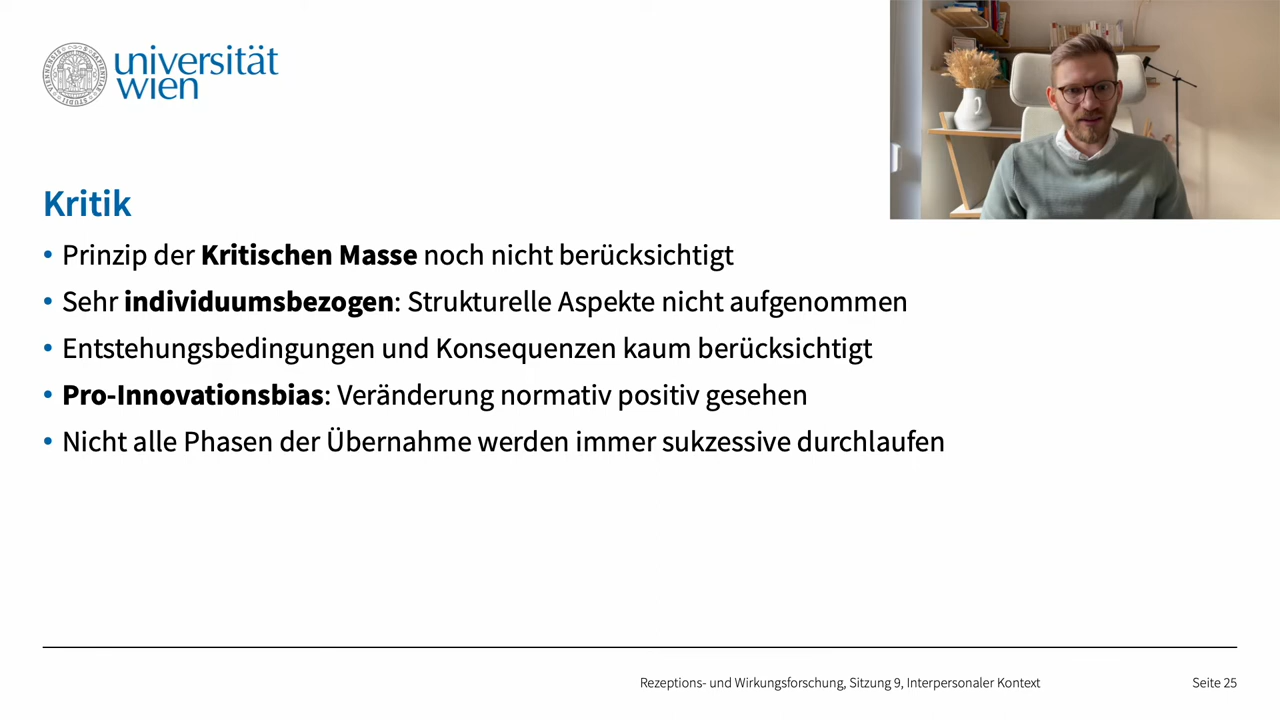 universität
wien
Kritik
• Prinzip der Kritischen Masse noch nicht berücksichtigt
• Sehr individuumsbezogen: Strukturelle Aspekte nicht aufgenommen
• Entstehungsbedingungen und Konsequenzen kaum berücksichtigt
• Pro-Innovationsbias: Veränderung normativ positiv gesehen
• Nicht alle Phasen der Übernahme werden immer sukzessive durchlaufen
Rezeptions- und Wirkungsforschung, Sitzung 9, Interpersonaler Kontext
Seite 25